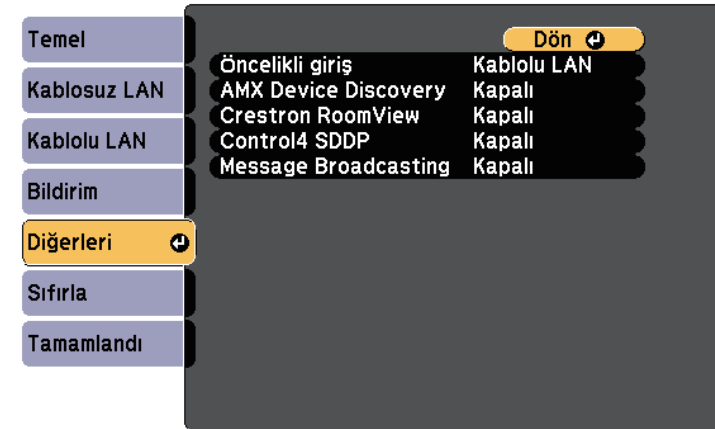 Temel
Kablosuz LAN
Kablolu LAN
Bildirim
Diğerleri
Sıfırla
Tamamlandı
Dön
Öncelikli giriş Kablolu LAN
AMX Device Discovery Kapalı
Crestron RoomView Kapalı
Control4 SDDP Kapalı
Message Broadcasting Kapalı